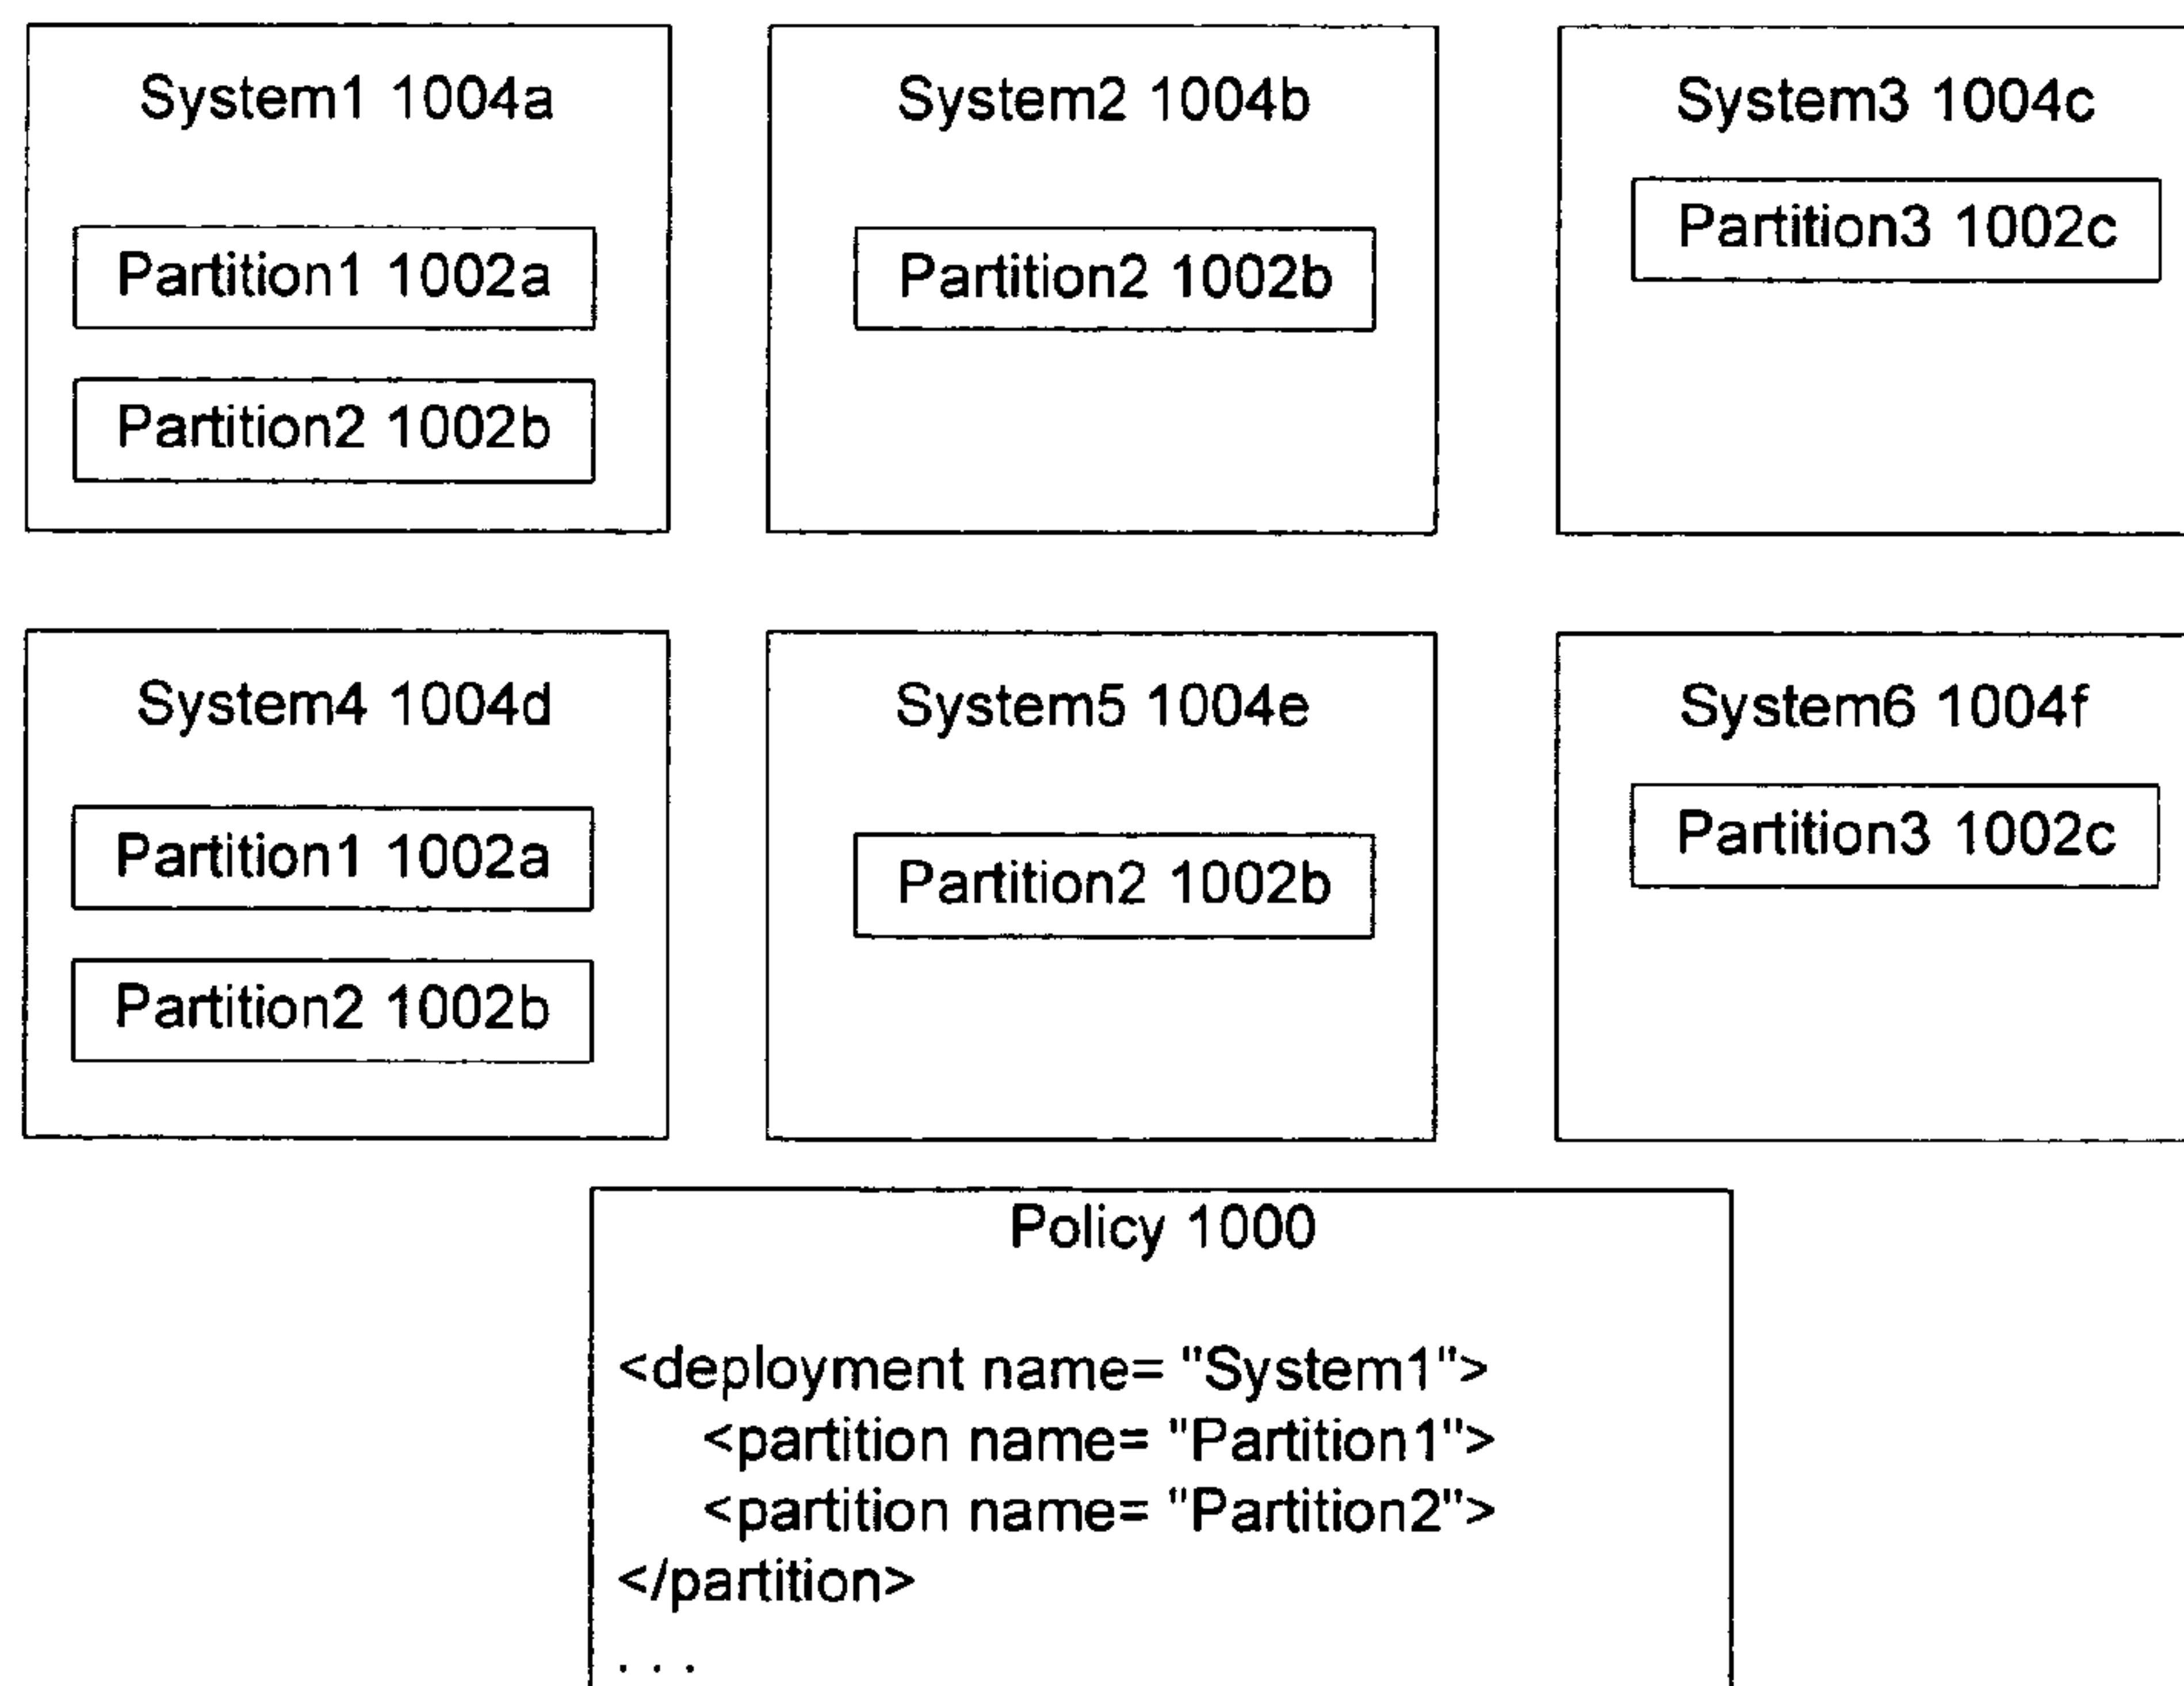 System1 1004a
Partition1 1002a
Partition2 1002b
System2 1004b
Partition2 1002b
System3 1004c
Partition3 1002c
System4 1004d
Partition1 1002a
Partition2 1002b
System5 1004e
Partition2 1002b
System6 1004f
Partition3 1002c
Policy 1000
<deployment name= "System1">
<partition name= "Partition1">
<partition name= "Partition2">
</partition>
. . .